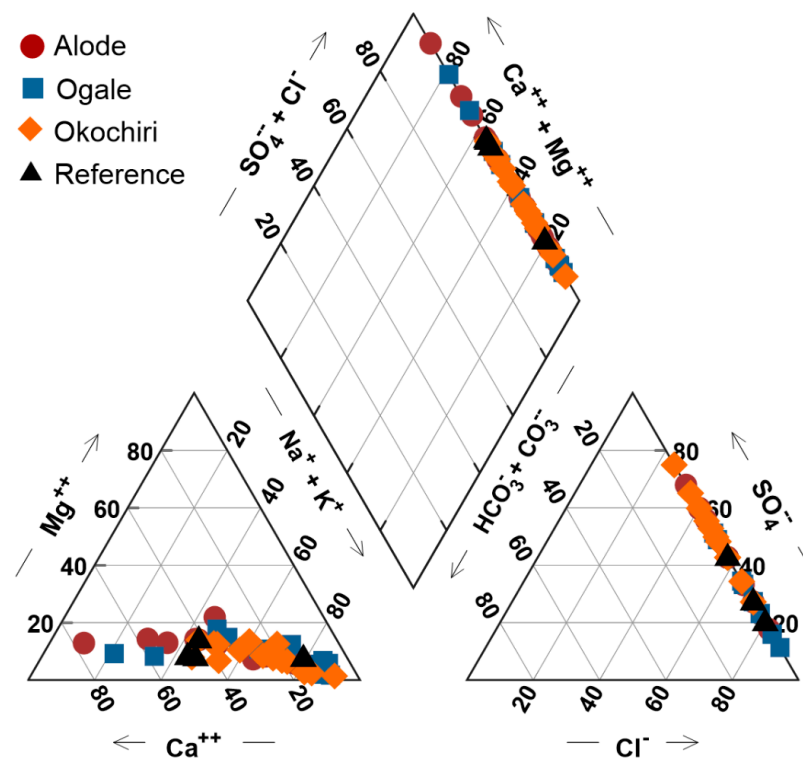 Alode
Ogale
Okochiri
Reference
SO₄⁻⁻ + Cl⁻
Ca⁺⁺ + Mg⁺⁺
80
60
40
20
80
60
40
20
Mg⁺⁺
Na⁺ + K⁺
HCO₃⁻ + CO₃⁻⁻
SO₄⁻⁻
80
60
40
20
20
40
60
80
20
40
60
80
80
60
40
20
80
60
40
20
20
40
60
80
Ca⁺⁺
Cl⁻